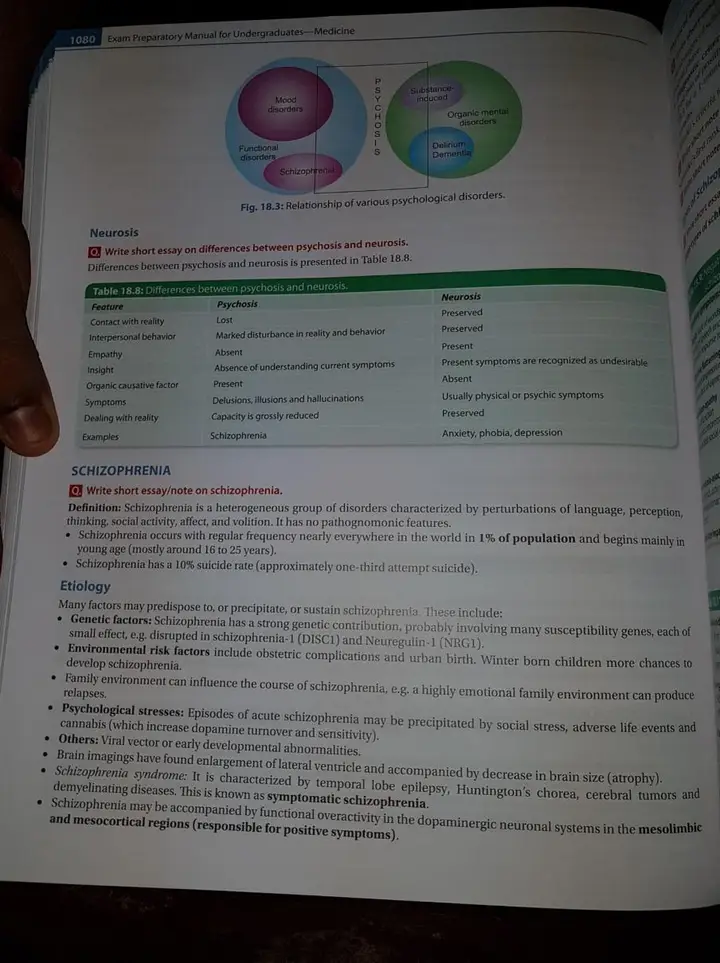 1080 Exam Preparatory Manual for Undergraduates—Medicine
Mood
disorders
Functional
disorders
Schizophrenia
PSYCHOSIS
Substance-
induced
Organic mental
disorders
Delirium
Dementia
Fig. 18.3: Relationship of various psychological disorders.
Neurosis
Q. Write short essay on differences between psychosis and neurosis.
Differences between psychosis and neurosis is presented in Table 18.8.
Table 18.8: Differences between psychosis and neurosis.
Feature Psychosis Neurosis
Contact with reality Lost Preserved
Interpersonal behavior Marked disturbance in reality and behavior Preserved
Empathy Absent Present
Insight Absence of understanding current symptoms Present symptoms are recognized as undesirable
Organic causative factor Present Absent
Symptoms Delusions, illusions and hallucinations Usually physical or psychic symptoms
Dealing with reality Capacity is grossly reduced Preserved
Examples Schizophrenia Anxiety, phobia, depression
SCHIZOPHRENIA
Q. Write short essay/note on schizophrenia.
Definition: Schizophrenia is a heterogeneous group of disorders characterized by perturbations of language, perception,
thinking, social activity, affect, and volition. It has no pathognomonic features.
• Schizophrenia occurs with regular frequency nearly everywhere in the world in 1% of population and begins mainly in
young age (mostly around 16 to 25 years).
• Schizophrenia has a 10% suicide rate (approximately one-third attempt suicide).
Etiology
Many factors may predispose to, or precipitate, or sustain schizophrenia. These include:
• Genetic factors: Schizophrenia has a strong genetic contribution, probably involving many susceptibility genes, each of
small effect, e.g. disrupted in schizophrenia-1 (DISC1) and Neuregulin-1 (NRG1).
• Environmental risk factors include obstetric complications and urban birth. Winter born children more chances to
develop schizophrenia.
• Family environment can influence the course of schizophrenia, e.g. a highly emotional family environment can produce
relapses.
• Psychological stresses: Episodes of acute schizophrenia may be precipitated by social stress, adverse life events and
cannabis (which increase dopamine turnover and sensitivity).
• Others: Viral vector or early developmental abnormalities.
• Brain imagings have found enlargement of lateral ventricle and accompanied by decrease in brain size (atrophy).
• Schizophrenia syndrome: It is characterized by temporal lobe epilepsy, Huntington's chorea, cerebral tumors and
demyelinating diseases. This is known as symptomatic schizophrenia.
• Schizophrenia may be accompanied by functional overactivity in the dopaminergic neuronal systems in the mesolimbic
and mesocortical regions (responsible for positive symptoms).